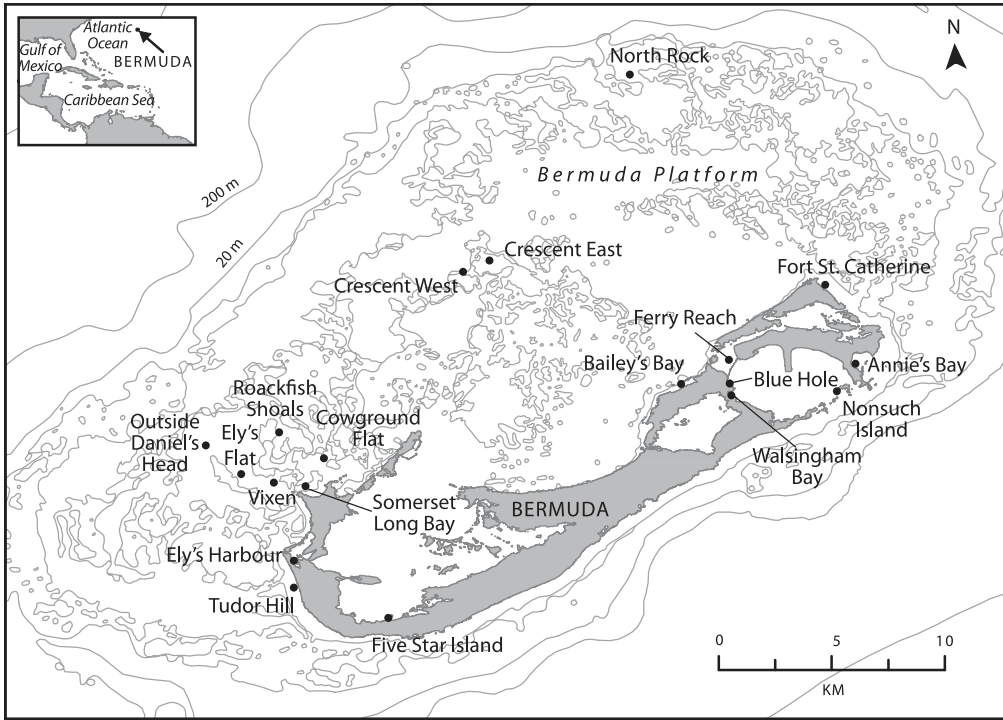 Atlantic
Ocean
Gulf of
Mexico
BERMUDA
Caribbean Sea
N
North Rock
Bermuda Platform
200 m
20 m
Crescent East
Crescent West
Fort St. Catherine
Ferry Reach
Bailey's Bay
Annie's Bay
Blue Hole
Nonsuch
Island
Walsingham
Bay
Roackfish
Shoals
Cowground
Flat
Outside
Daniel's
Head
Ely's
Flat
Vixen
Somerset
Long Bay
BERMUDA
Ely's Harbour
Tudor Hill
Five Star Island
0 5 10
KM